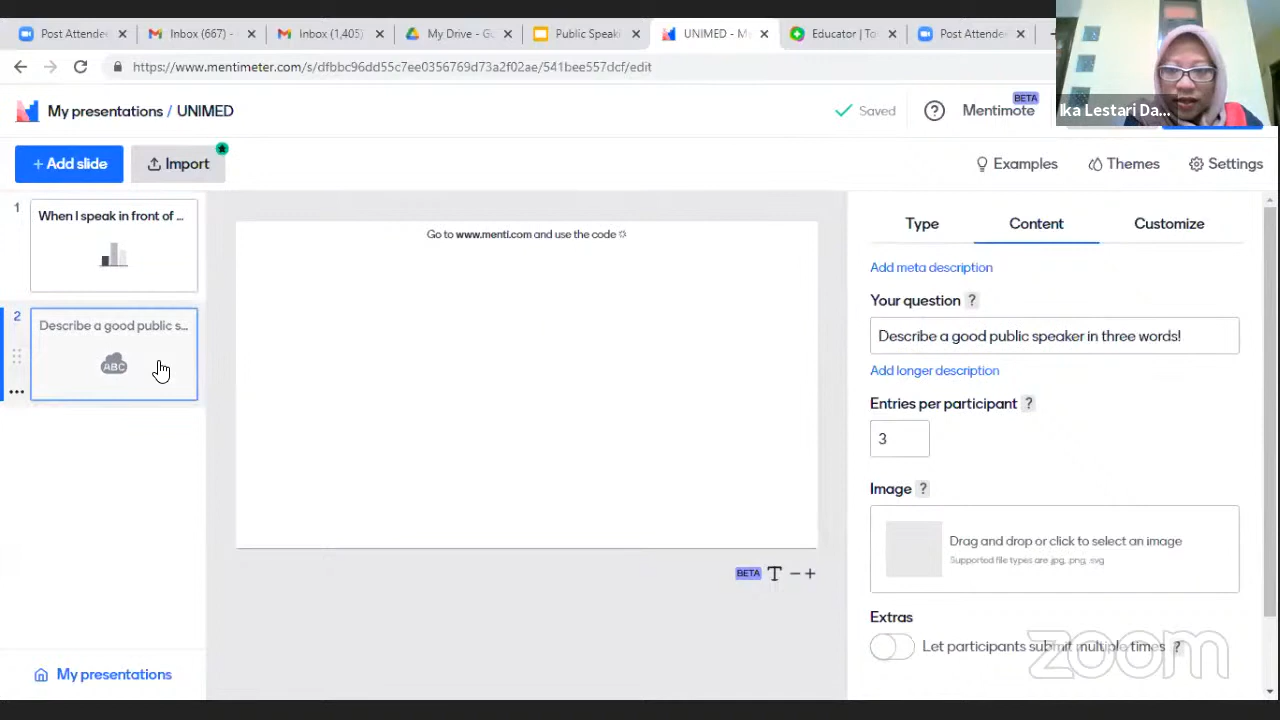 Post Attende
Inbox (667) -
Inbox (1,405)
My Drive - G
Public Speaki
UNIMED - M
Educator | To
Post Attende
https://www.mentimeter.com/s/dfbbc96dd55c7ee0356769d73a2f02ae/541bee557dcf/edit
My presentations / UNIMED
Saved
?
Mentimote
BETA
Ika Lestari Da...
+ Add slide
Import
Examples
Themes
Settings
1
When I speak in front of ...
2
Describe a good public s...
ABC
Go to www.menti.com and use the code
BETA T − +
Type
Content
Customize
Add meta description
Your question ?
Describe a good public speaker in three words!
Add longer description
Entries per participant ?
3
Image ?
Drag and drop or click to select an image
Supported file types are .jpg, .png, .svg
Extras
Let participants submit multiple times ?
zoom
My presentations